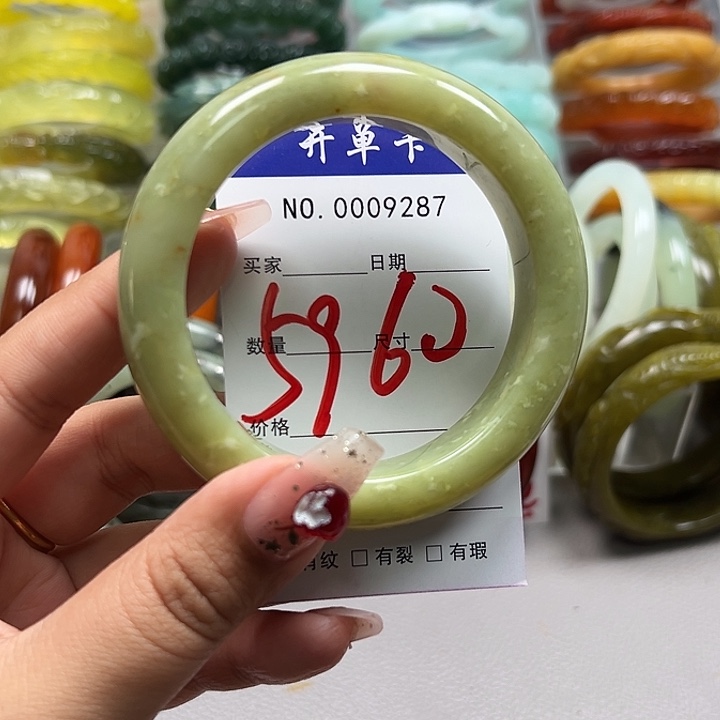 开单卡
NO. 0009287
买家 日期
59 60
数量 尺寸
价格
有纹 □ 有裂 □ 有瑕